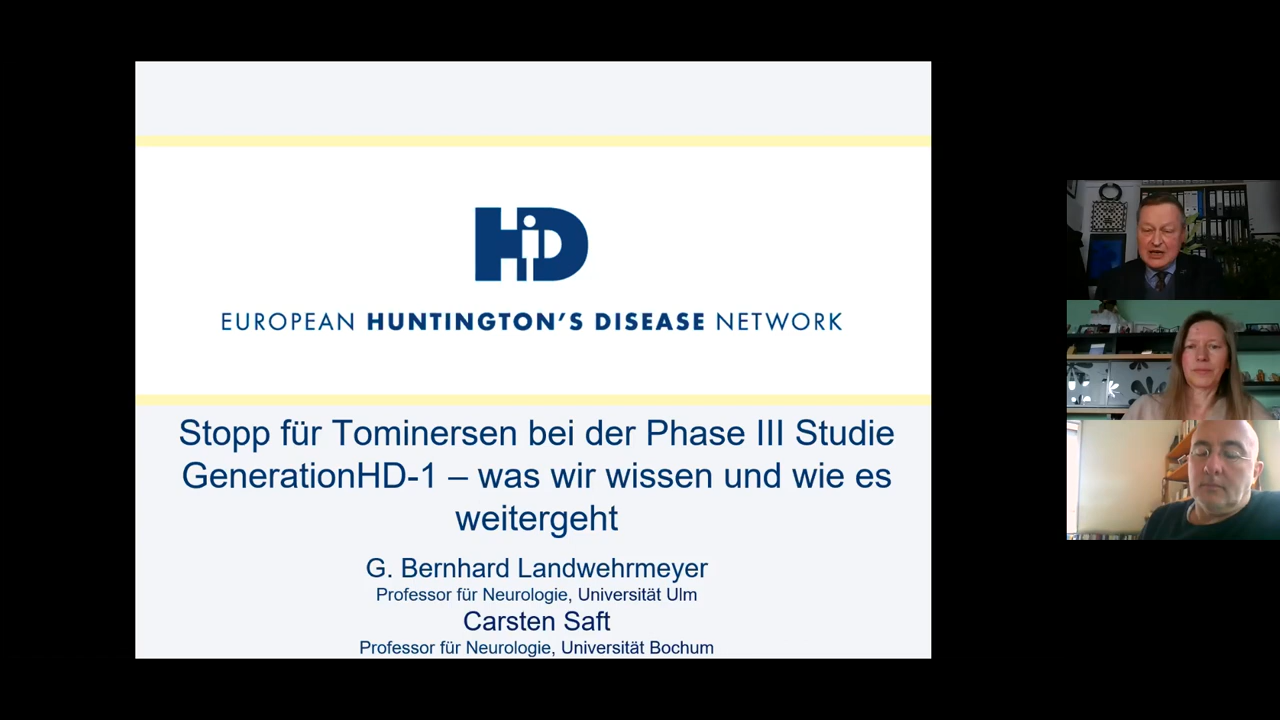 HD
EUROPEAN HUNTINGTON'S DISEASE NETWORK
Stopp für Tominersen bei der Phase III Studie
GenerationHD-1 – was wir wissen und wie es
weitergeht
G. Bernhard Landwehrmeyer
Professor für Neurologie, Universität Ulm
Carsten Saft
Professor für Neurologie, Universität Bochum